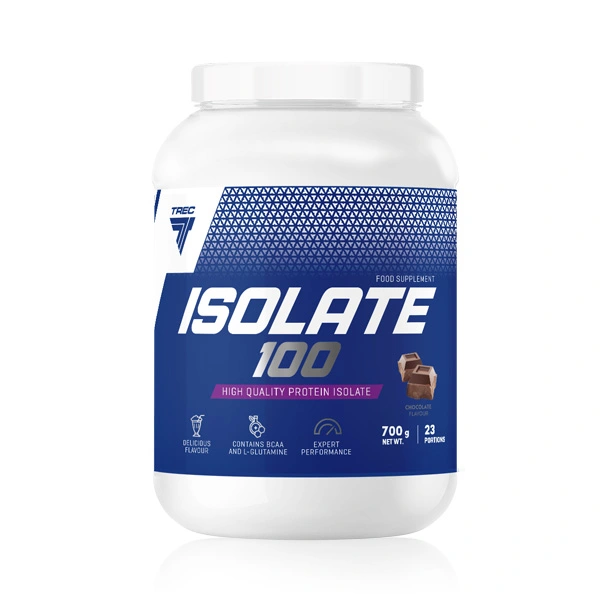 TREC
FOOD SUPPLEMENT
ISOLATE
100
HIGH QUALITY PROTEIN ISOLATE
CHOCOLATE
FLAVOUR
DELICIOUS
FLAVOUR
CONTAINS BCAA
AND L-GLUTAMINE
EXPERT
PERFORMANCE
700 g
NET WT.
23
PORTIONS